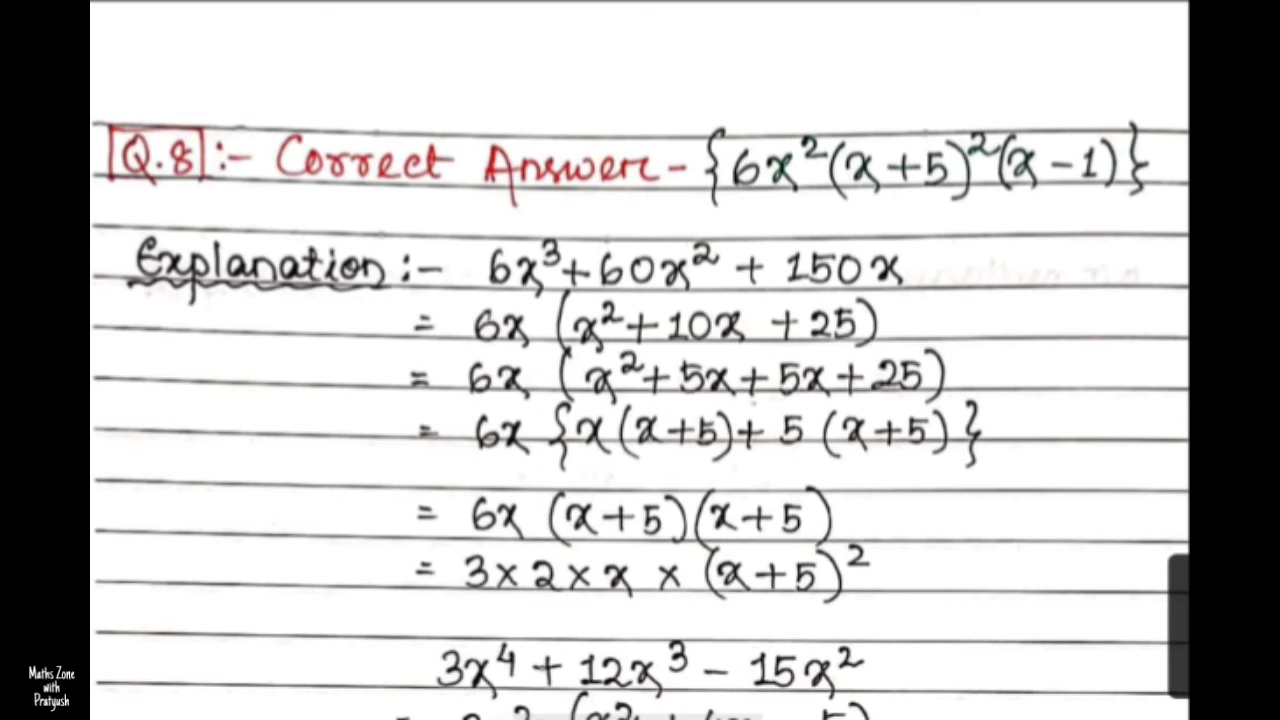 Q.8 :- Correct Answer - {6x²(x+5)²(x-1)}
Explanation :- 6x³ + 60x² + 150x
= 6x (x² + 10x + 25)
= 6x (x² + 5x + 5x + 25)
= 6x {x(x+5) + 5 (x+5)}
= 6x (x+5)(x+5)
= 3 × 2 × x × (x+5)²
3x⁴ + 12x³ - 15x²
Maths Zone
with
Pratyush